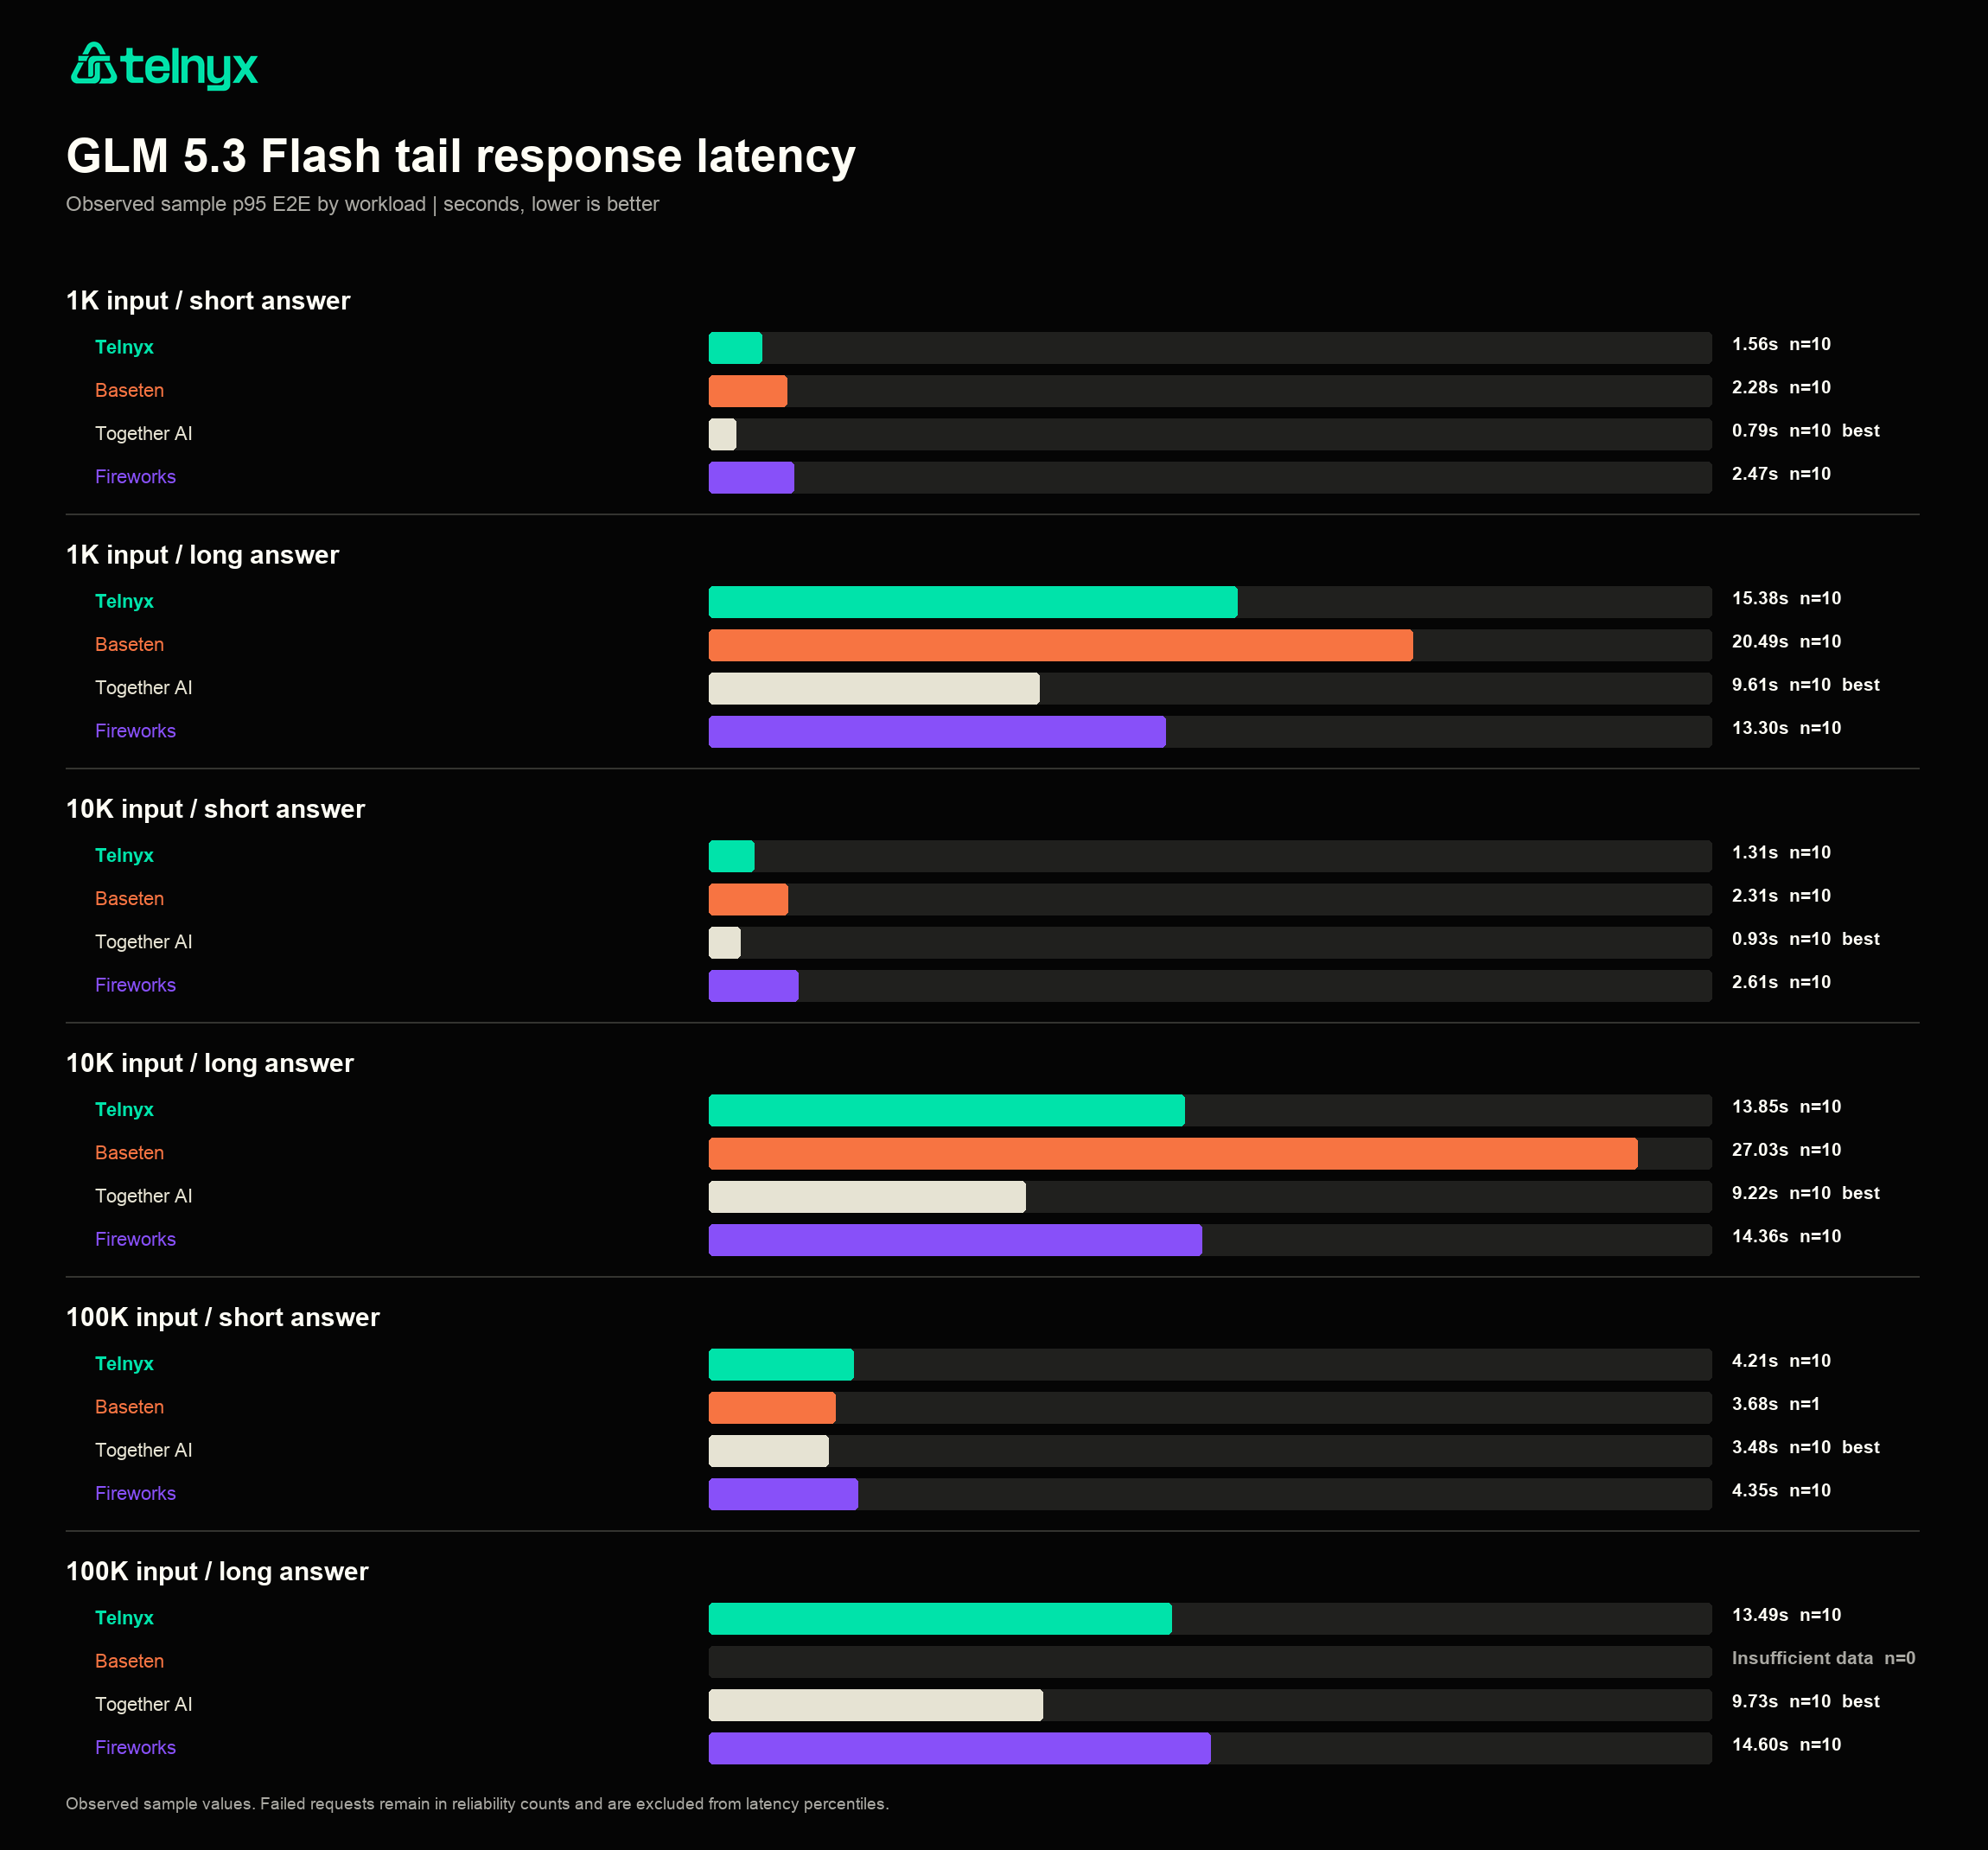 telnyx
GLM 5.3 Flash tail response latency
Observed sample p95 E2E by workload | seconds, lower is better
1K input / short answer
Telnyx 1.56s n=10
Baseten 2.28s n=10
Together AI 0.79s n=10 best
Fireworks 2.47s n=10
1K input / long answer
Telnyx 15.38s n=10
Baseten 20.49s n=10
Together AI 9.61s n=10 best
Fireworks 13.30s n=10
10K input / short answer
Telnyx 1.31s n=10
Baseten 2.31s n=10
Together AI 0.93s n=10 best
Fireworks 2.61s n=10
10K input / long answer
Telnyx 13.85s n=10
Baseten 27.03s n=10
Together AI 9.22s n=10 best
Fireworks 14.36s n=10
100K input / short answer
Telnyx 4.21s n=10
Baseten 3.68s n=1
Together AI 3.48s n=10 best
Fireworks 4.35s n=10
100K input / long answer
Telnyx 13.49s n=10
Baseten Insufficient data n=0
Together AI 9.73s n=10 best
Fireworks 14.60s n=10
Observed sample values. Failed requests remain in reliability counts and are excluded from latency percentiles.